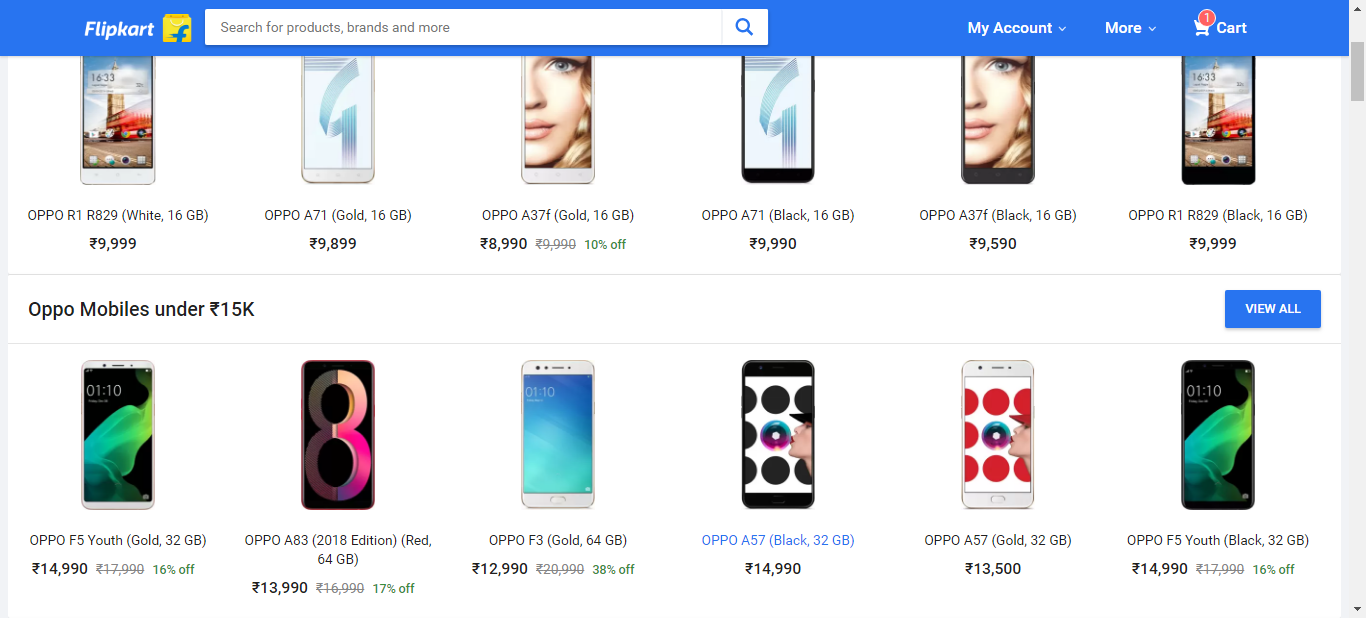 Flipkart
Search for products, brands and more
My Account
More
1
Cart
16:33
16:33
OPPO R1 R829 (White, 16 GB)
₹9,999
OPPO A71 (Gold, 16 GB)
₹9,899
OPPO A37f (Gold, 16 GB)
₹8,990 ₹9,990 10% off
OPPO A71 (Black, 16 GB)
₹9,990
OPPO A37f (Black, 16 GB)
₹9,590
OPPO R1 R829 (Black, 16 GB)
₹9,999
Oppo Mobiles under ₹15K
VIEW ALL
01:10
01:10
01:10
OPPO F5 Youth (Gold, 32 GB)
₹14,990 ₹17,990 16% off
OPPO A83 (2018 Edition) (Red,
64 GB)
₹13,990 ₹16,990 17% off
OPPO F3 (Gold, 64 GB)
₹12,990 ₹20,990 38% off
OPPO A57 (Black, 32 GB)
₹14,990
OPPO A57 (Gold, 32 GB)
₹13,500
OPPO F5 Youth (Black, 32 GB)
₹14,990 ₹17,990 16% off